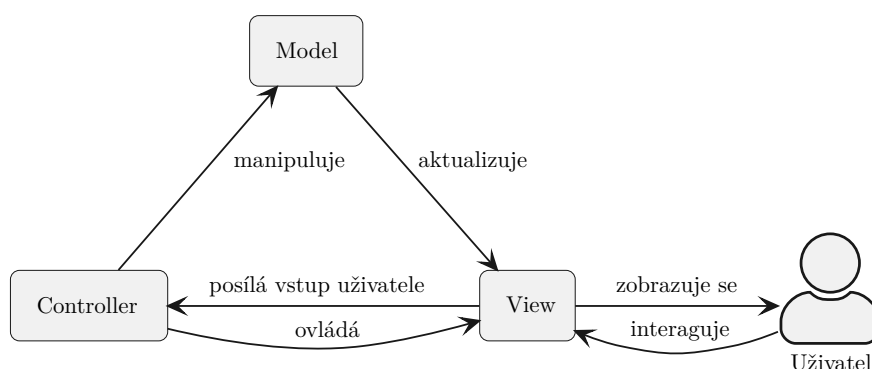 Model
manipuluje
aktualizuje
posílá vstup uživatele
zobrazuje se
Controller
View
ovládá
interaguje
Uživatel